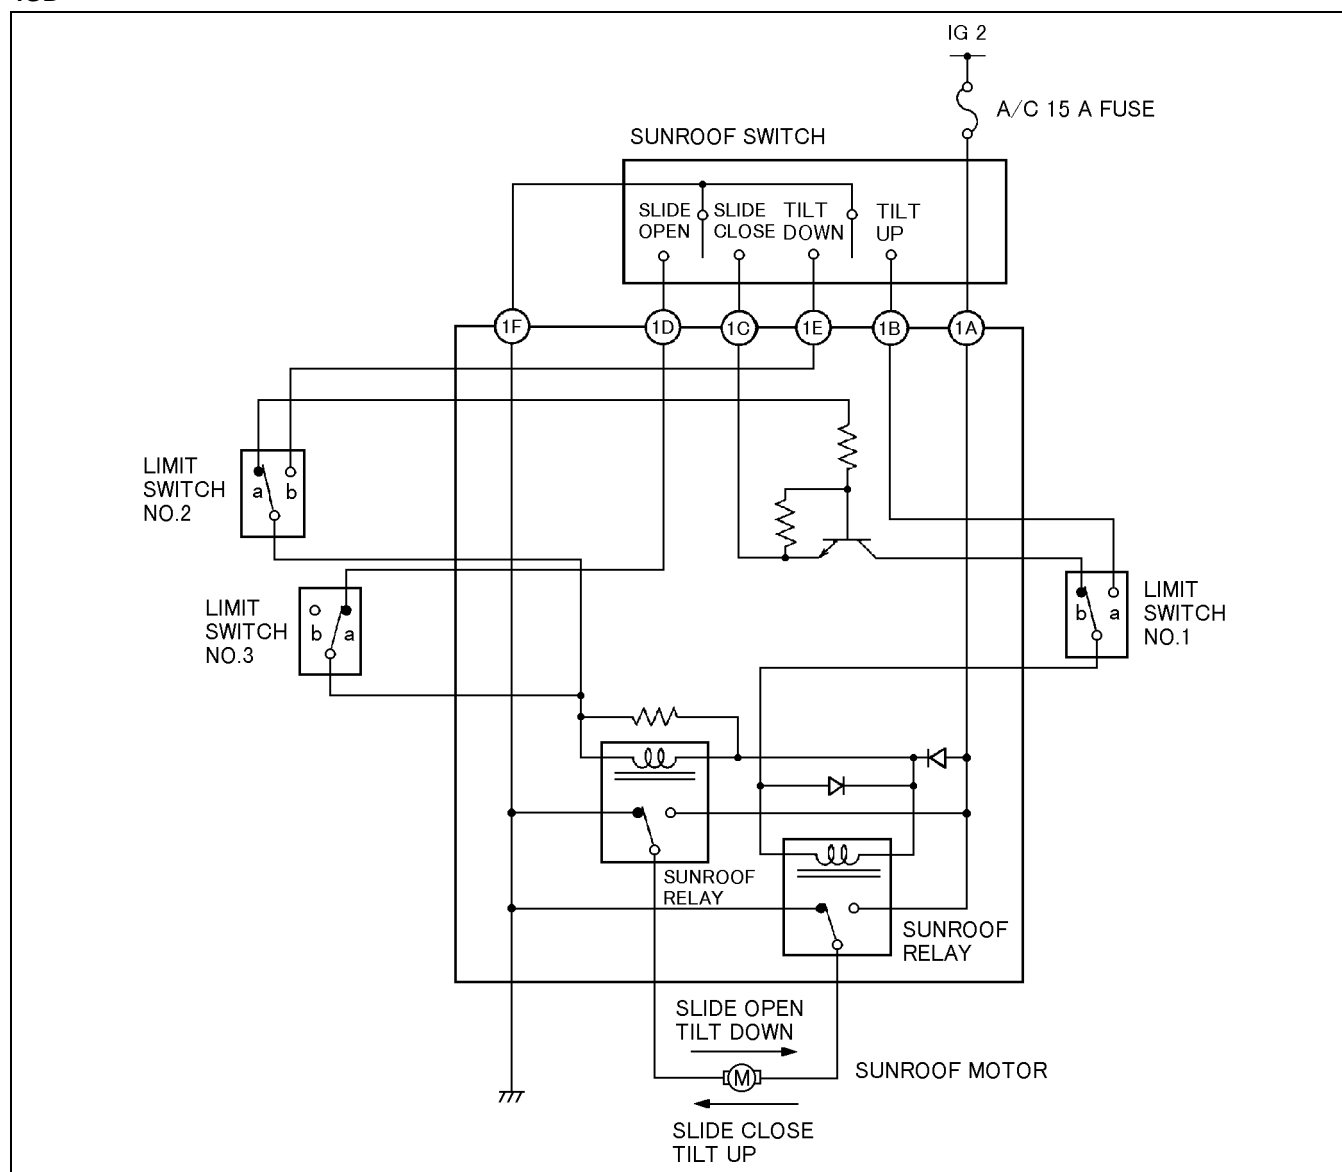 IG 2
A/C 15 A FUSE
SUNROOF SWITCH
SLIDE
OPEN
SLIDE
CLOSE
TILT
DOWN
TILT
UP
1F
1D
1C
1E
1B
1A
LIMIT
SWITCH
NO.2
a
b
LIMIT
SWITCH
NO.3
b
a
LIMIT
SWITCH
NO.1
b
a
SUNROOF
RELAY
SUNROOF
RELAY
SLIDE OPEN
TILT DOWN
M
SUNROOF MOTOR
SLIDE CLOSE
TILT UP